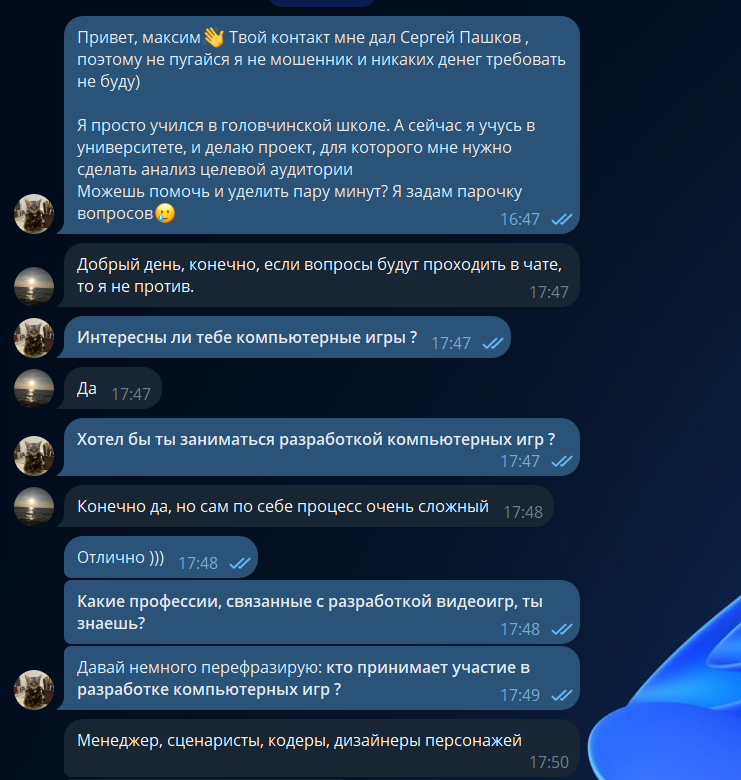 Привет, максим👋 Твой контакт мне дал Сергей Пашков ,
поэтому не пугайся я не мошенник и никаких денег требовать
не буду)
Я просто учился в головчинской школе. А сейчас я учусь в
университете, и делаю проект, для которого мне нужно
сделать анализ целевой аудитории
Можешь помочь и уделить пару минут? Я задам парочку
вопросов🥲
16:47
Добрый день, конечно, если вопросы будут проходить в чате,
то я не против.
17:47
Интересны ли тебе компьютерные игры ?
17:47
Да
17:47
Хотел бы ты заниматься разработкой компьютерных игр ?
17:47
Конечно да, но сам по себе процесс очень сложный
17:48
Отлично )))
17:48
Какие профессии, связанные с разработкой видеоигр, ты
знаешь?
17:48
Давай немного перефразирую: кто принимает участие в
разработке компьютерных игр ?
17:49
Менеджер, сценаристы, кодеры, дизайнеры персонажей
17:50